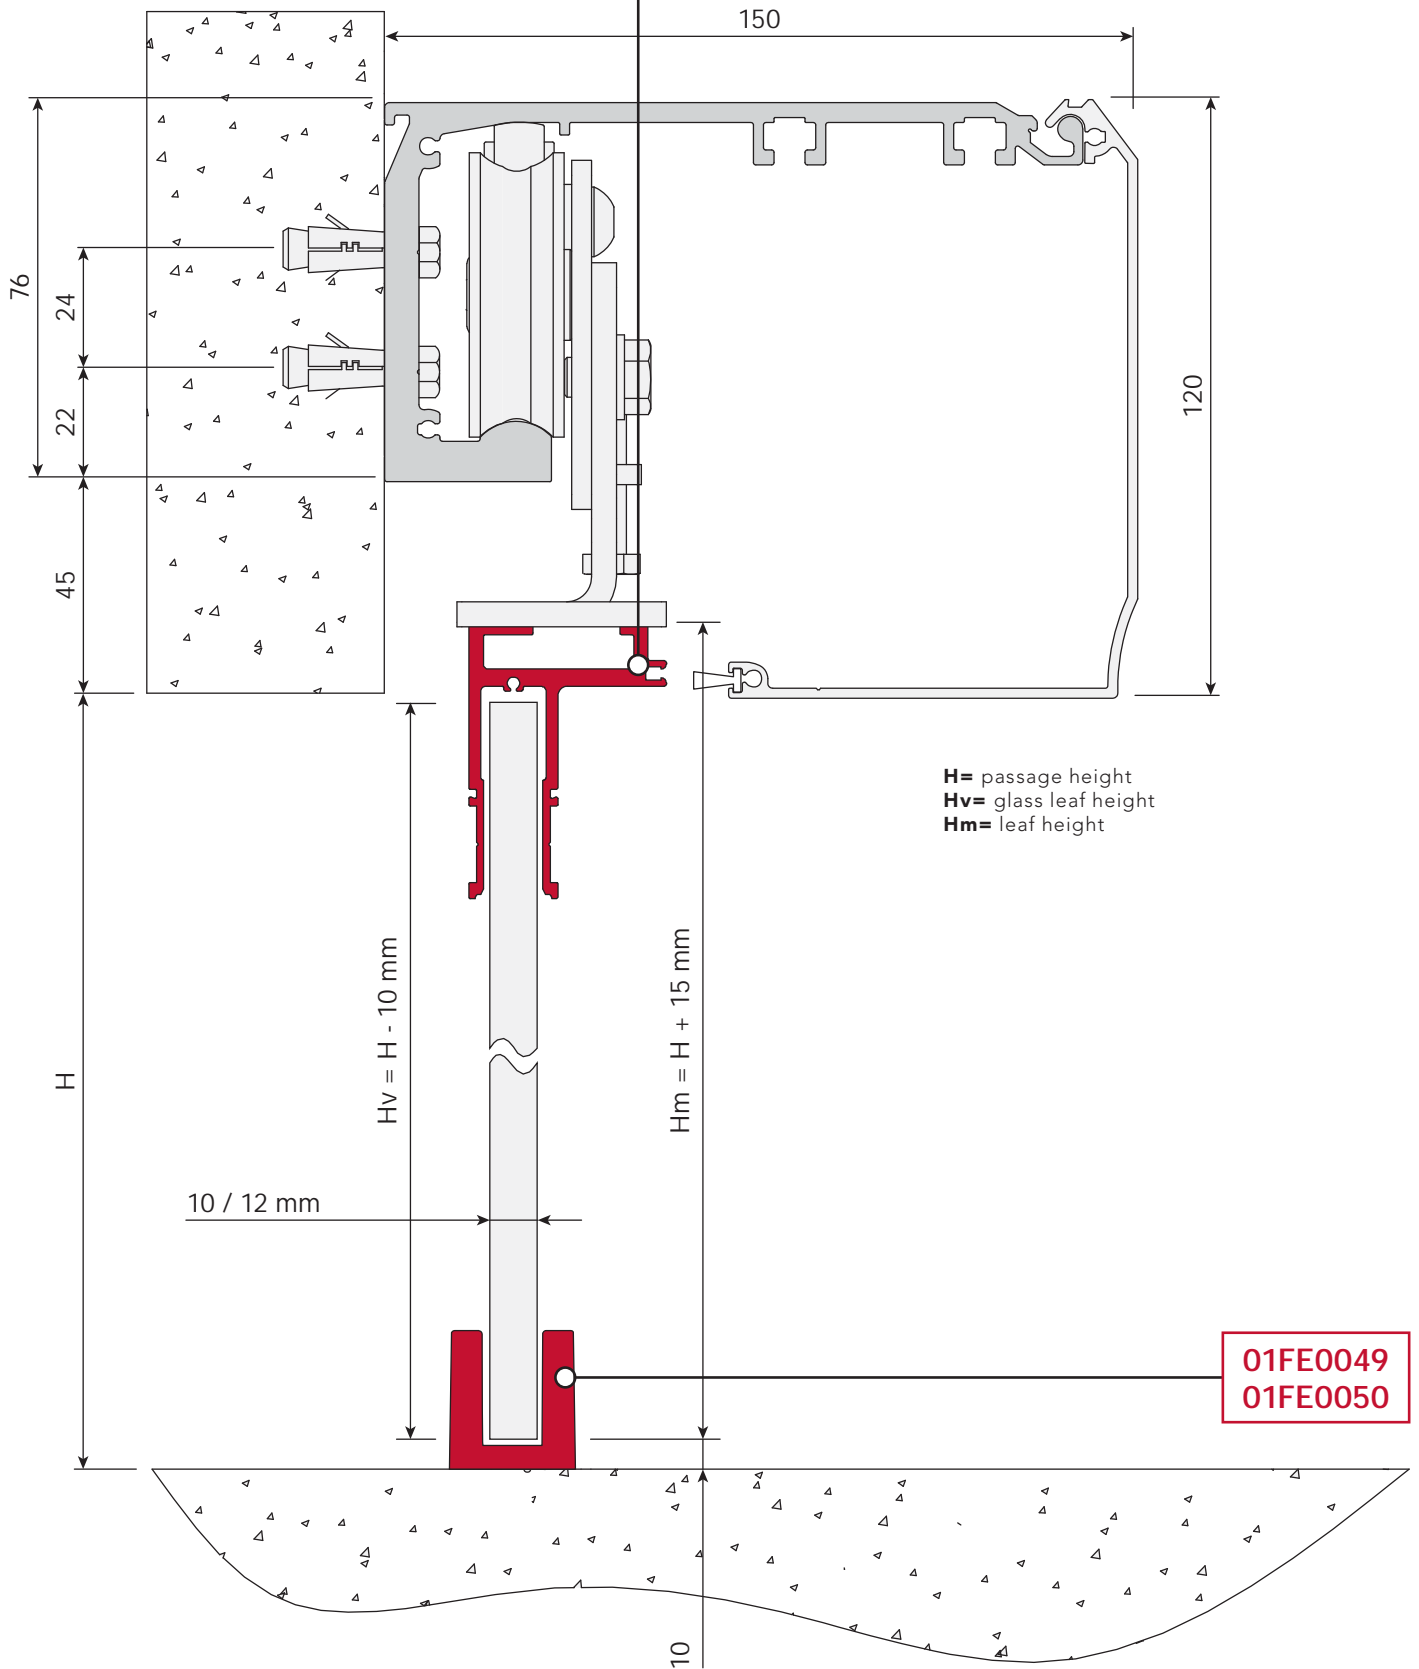 150
76
24
22
120
45
H= passage height
Hv= glass leaf height
Hm= leaf height
Hv = H - 10 mm
Hm = H + 15 mm
H
10 / 12 mm
01FE0049
01FE0050
10